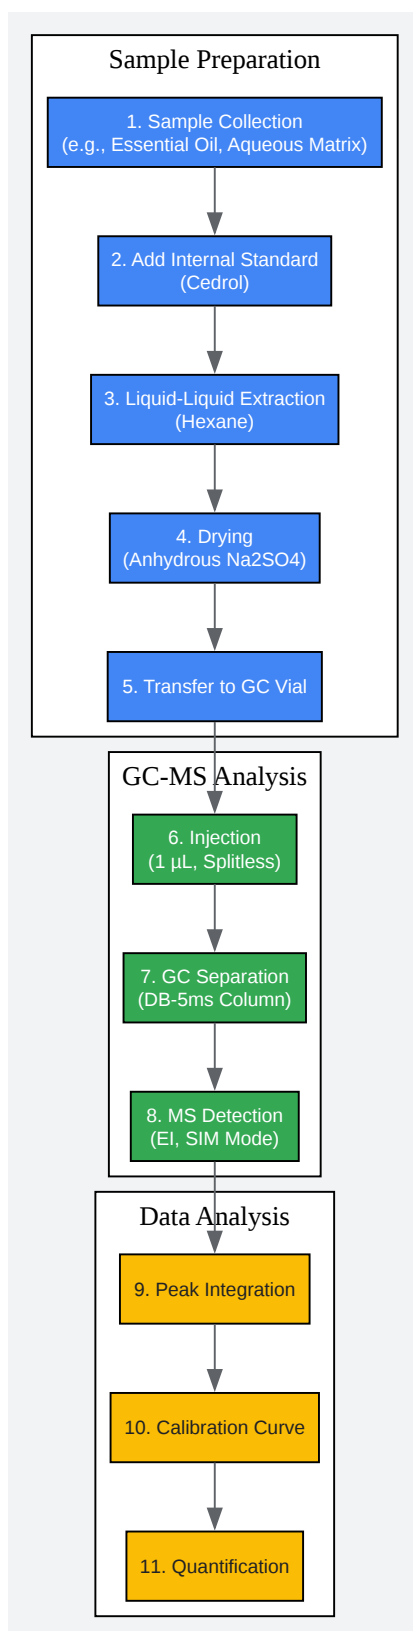 Sample Preparation
1. Sample Collection
(e.g., Essential Oil, Aqueous Matrix)
2. Add Internal Standard
(Cedrol)
3. Liquid-Liquid Extraction
(Hexane)
4. Drying
(Anhydrous Na2SO4)
5. Transfer to GC Vial
GC-MS Analysis
6. Injection
(1 µL, Splitless)
7. GC Separation
(DB-5ms Column)
8. MS Detection
(EI, SIM Mode)
Data Analysis
9. Peak Integration
10. Calibration Curve
11. Quantification